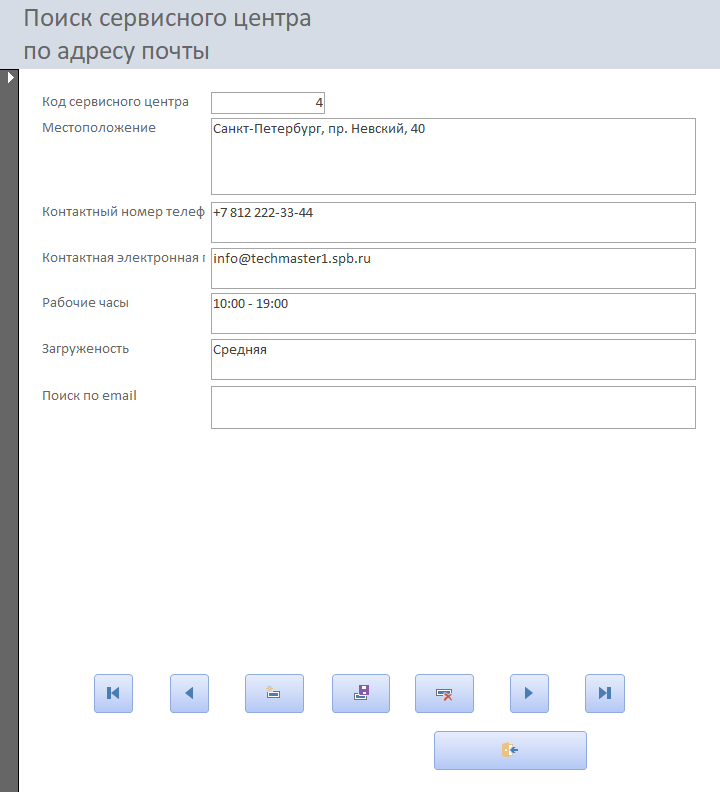 Поиск сервисного центра
по адресу почты
Код сервисного центра 4
Местоположение Санкт-Петербург, пр. Невский, 40
Контактный номер телеф +7 812 222-33-44
Контактная электронная г info@techmaster1.spb.ru
Рабочие часы 10:00 - 19:00
Загруженость Средняя
Поиск по email